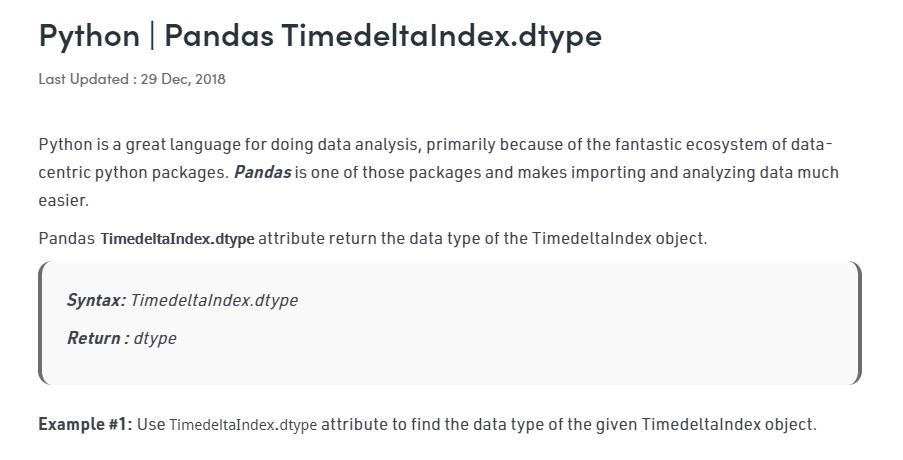 Python | Pandas TimedeltaIndex.dtype
Last Updated : 29 Dec, 2018
Python is a great language for doing data analysis, primarily because of the fantastic ecosystem of data-
centric python packages. Pandas is one of those packages and makes importing and analyzing data much
easier.
Pandas TimedeltaIndex.dtype attribute return the data type of the TimedeltaIndex object.
Syntax: TimedeltaIndex.dtype
Return : dtype
Example #1: Use TimedeltaIndex.dtype attribute to find the data type of the given TimedeltaIndex object.